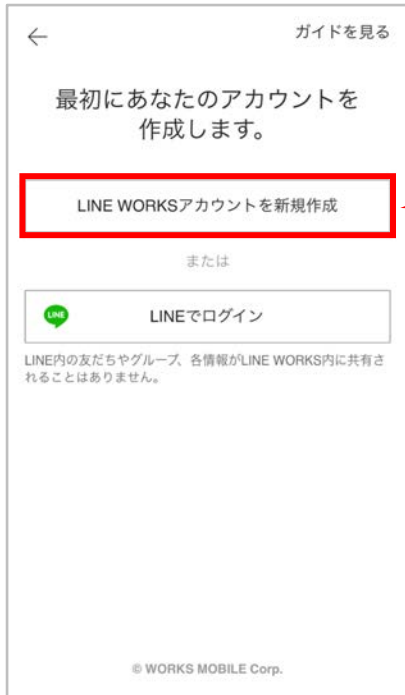 ガイドを見る
最初にあなたのアカウントを
作成します。
LINE WORKSアカウントを新規作成
または
LINE
LINEでログイン
LINE内の友だちやグループ、各情報がLINE WORKS内に共有さ
れることはありません。
© WORKS MOBILE Corp.